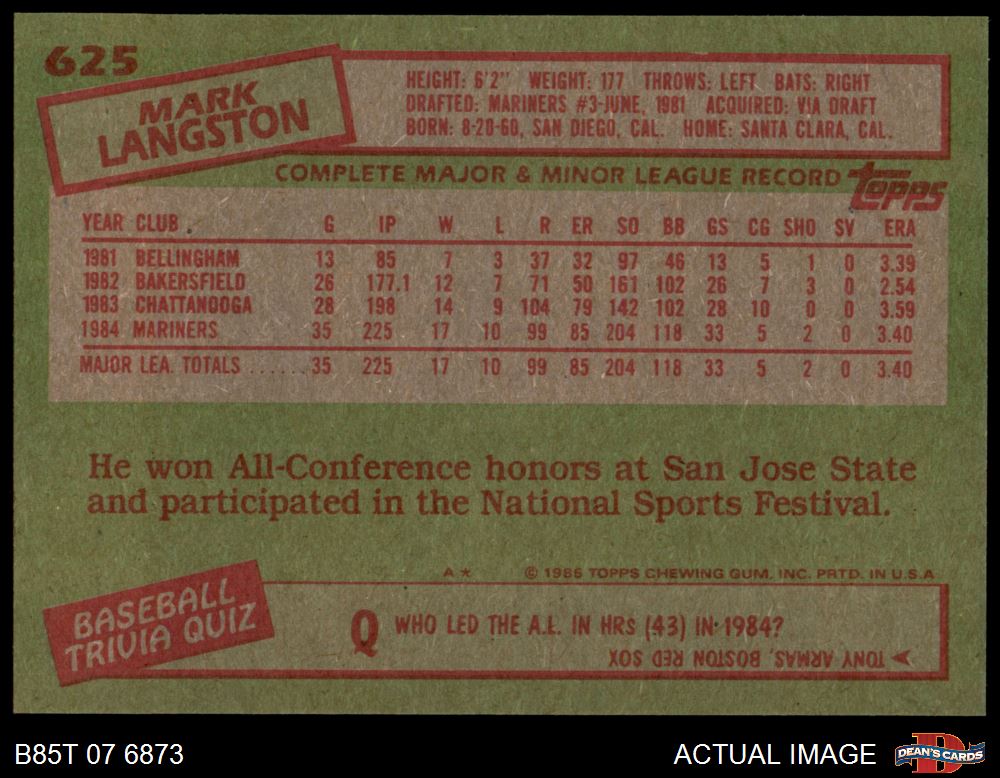 625
MARK
LANGSTON
HEIGHT: 6'2" WEIGHT: 177 THROWS: LEFT BATS: RIGHT
DRAFTED: MARINERS #3-JUNE, 1981 ACQUIRED: VIA DRAFT
BORN: 8-20-60, SAN DIEGO, CAL. HOME: SANTA CLARA, CAL.
COMPLETE MAJOR & MINOR LEAGUE RECORD topps
YEAR CLUB G IP W L R ER SO BB GS CG SHO SV ERA
1981 BELLINGHAM 13 85 7 3 37 32 97 46 13 5 1 0 3.39
1982 BAKERSFIELD 26 177.1 12 7 71 50 161 102 26 7 3 0 2.54
1983 CHATTANOOGA 28 198 14 9 104 79 142 102 28 10 0 0 3.59
1984 MARINERS 35 225 17 10 99 85 204 118 33 5 2 0 3.40
MAJOR LEA. TOTALS ...... 35 225 17 10 99 85 204 118 33 5 2 0 3.40
He won All-Conference honors at San Jose State
and participated in the National Sports Festival.
A* © 1985 TOPPS CHEWING GUM, INC. PRTD. IN U.S.A.
BASEBALL
TRIVIA QUIZ
Q WHO LED THE A.L. IN HRS (43) IN 1984?
TONY ARMAS, BOSTON RED SOX
B85T 07 6873 ACTUAL IMAGE
D
DEAN'S CARDS